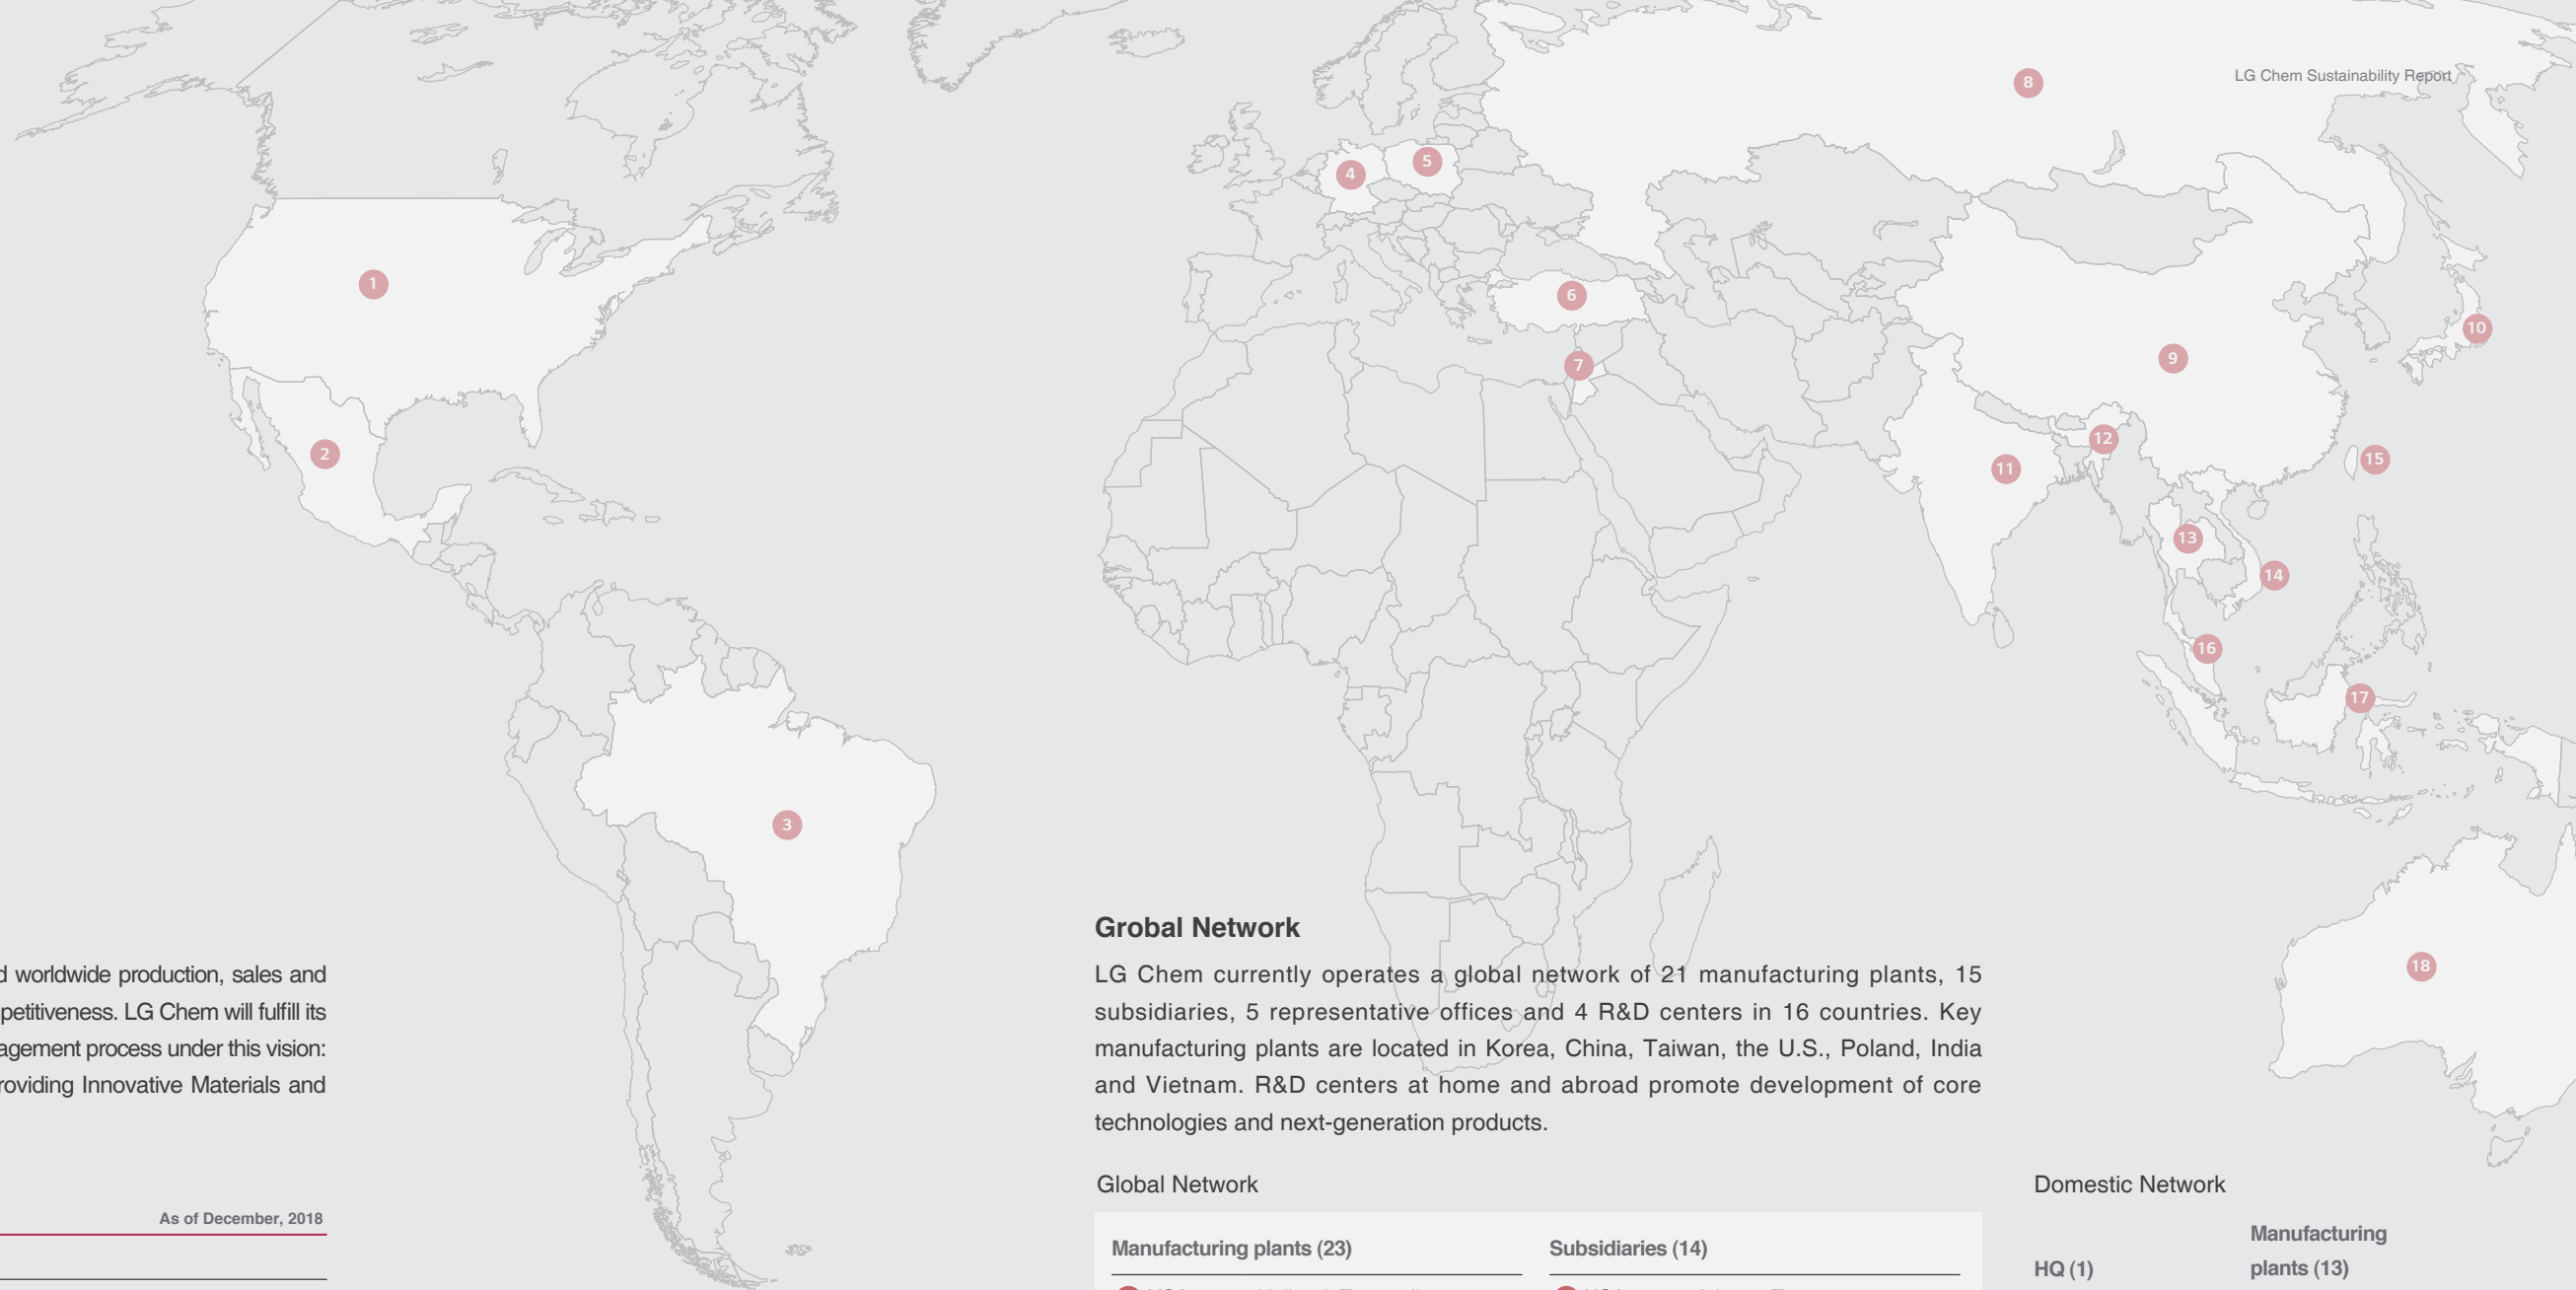 LG Chem Sustainability Report
8
5
4
1
6
10
9
7
12
2
15
11
13
14
16
17
3
18
d worldwide production, sales and
petitiveness. LG Chem will fulfill its
agement process under this vision:
roviding Innovative Materials and
As of December, 2018
Grobal Network
LG Chem currently operates a global network of 21 manufacturing plants, 15
subsidiaries, 5 representative offices and 4 R&D centers in 16 countries. Key
manufacturing plants are located in Korea, China, Taiwan, the U.S., Poland, India
and Vietnam. R&D centers at home and abroad promote development of core
technologies and next-generation products.
Global Network
Manufacturing plants (23)
Subsidiaries (14)
Domestic Network
HQ (1)
Manufacturing
plants (13)